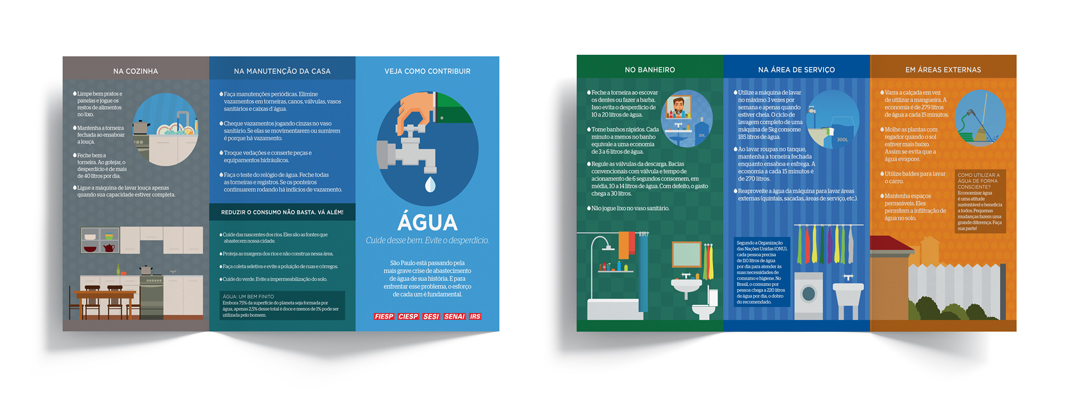 NA COZINHA
Limpe bem pratos e
panelas e jogue os
restos de alimentos
no lixo.
Mantenha a torneira
fechada ao ensaboar
a louça.
Feche bem a
torneira. Ao gotejar, o
desperdício é de mais
de 40 litros por dia.
Ligue a máquina de lavar louça apenas
quando sua capacidade estiver completa.
NA MANUTENÇÃO DA CASA
Faça manutenções periódicas. Elimine
vazamentos em torneiras, canos, válvulas, vasos
sanitários e caixas d'água.
Cheque vazamentos jogando cinzas no vaso
sanitário. Se elas se movimentarem ou sumirem
é porque há vazamento.
Troque vedações e conserte peças e
equipamentos hidráulicos.
Faça o teste do relógio de água. Feche todas
as torneiras e registros. Se os ponteiros
continuarem rodando há indícios de vazamento.
REDUZIR O CONSUMO NÃO BASTA, VÁ ALÉM!
Cuide das nascentes dos rios. Eles são as fontes que
abastecem nossa cidade.
Proteja as margens dos rios e não construa nessa área.
Faça coleta seletiva e evite a poluição de ruas e córregos.
Cuide do verde. Evite a impermeabilização do solo.
ÁGUA: UM BEM FINITO
Embora 75% da superfície do planeta seja formada por
água, apenas 2,5% desse total é doce e menos de 1% pode ser
utilizada pelo homem.
VEJA COMO CONTRIBUIR
ÁGUA
Cuide desse bem. Evite o desperdício.
São Paulo está passando pela
mais grave crise de abastecimento
de água de sua história. E para
enfrentar esse problema, o esforço
de cada um é fundamental.
FIESP CIESP SESI SENAI IRS
NO BANHEIRO
Feche a torneira ao escovar
os dentes ou fazer a barba.
Isso evita o desperdício de
10 a 20 litros de água.
Tome banhos rápidos. Cada
minuto a menos no banho
equivale a uma economia
de 3 a 6 litros de água.
Regule as válvulas da descarga. Bacias
convencionais com válvula e tempo de
acionamento de 6 segundos consomem, em
média, 10 a 14 litros de água. Com defeito, o gasto
chega a 30 litros.
Não jogue lixo no vaso sanitário.
NA ÁREA DE SERVIÇO
Utilize a máquina de lavar
no máximo 3 vezes por
semana e apenas quando
estiver cheia. O ciclo de
lavagem completo de uma
máquina de 5kg consome
135 litros de água.
Ao lavar roupas no tanque,
mantenha a torneira fechada
enquanto ensaboa e esfrega. A
economia a cada 15 minutos é
de 270 litros.
Reaproveite a água da máquina para lavar áreas
externas (quintais, sacadas, áreas de serviço, etc.).
Segundo a Organização
das Nações Unidas (ONU),
cada pessoa precisa
de 110 litros de água
por dia para atender às
suas necessidades de
consumo e higiene. No
Brasil, o consumo por
pessoa chega a 220 litros
de água por dia, o dobro
do recomendado.
EM ÁREAS EXTERNAS
Varra a calçada em vez
de utilizar a mangueira. A
economia é de 279 litros
de água a cada 15 minutos.
Molhe as plantas com
regador quando o sol
estiver mais baixo.
Assim se evita que a
água evapore.
Utilize baldes para lavar
o carro.
Mantenha espaços
permeáveis. Eles
permitem a infiltração de
água no solo.
COMO UTILIZAR A
ÁGUA DE FORMA
CONSCIENTE?
Economizar água
é uma atitude
sustentável e beneficia
a todos. Pequenas
mudanças fazem uma
grande diferença. Faça
sua parte!